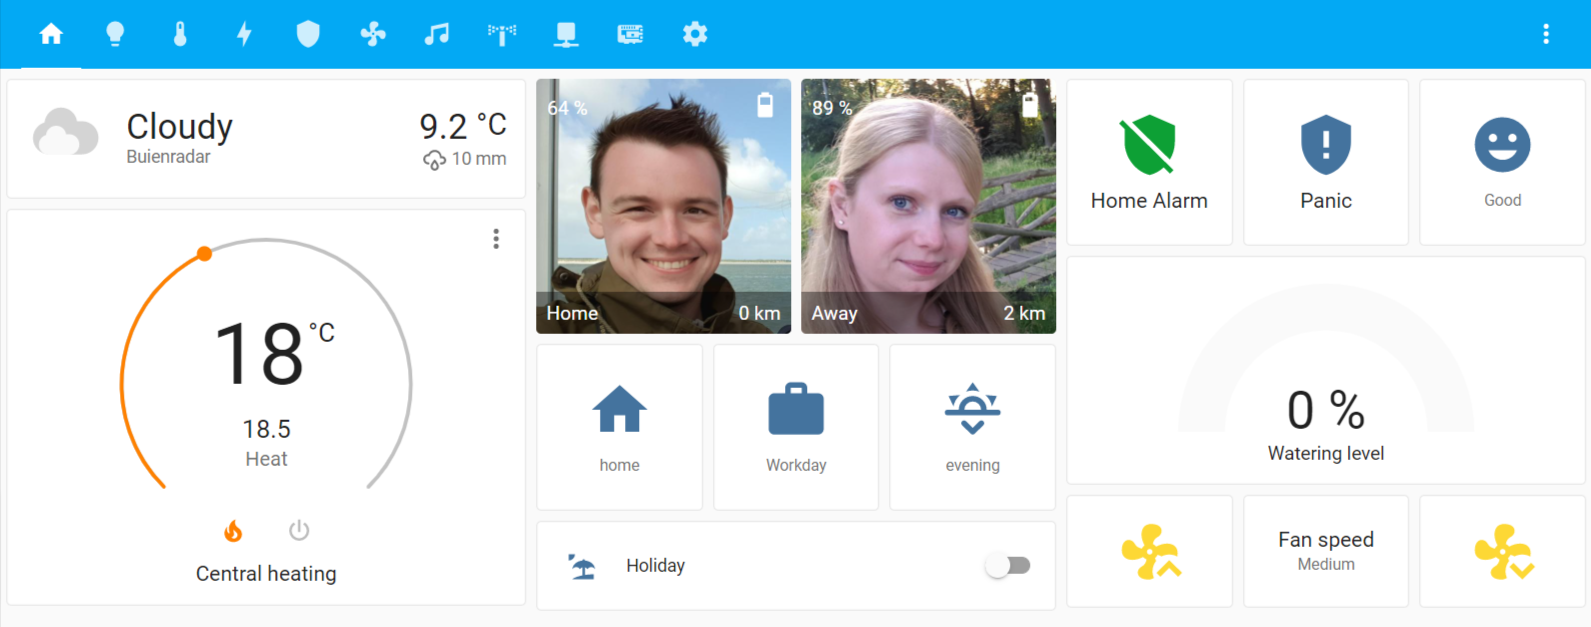 Cloudy
Buienradar
9.2 °C
10 mm
18 °C
18.5
Heat
Central heating
64 %
Home 0 km
89 %
Away 2 km
home
Workday
evening
Holiday
Home Alarm
Panic
Good
0 %
Watering level
Fan speed
Medium